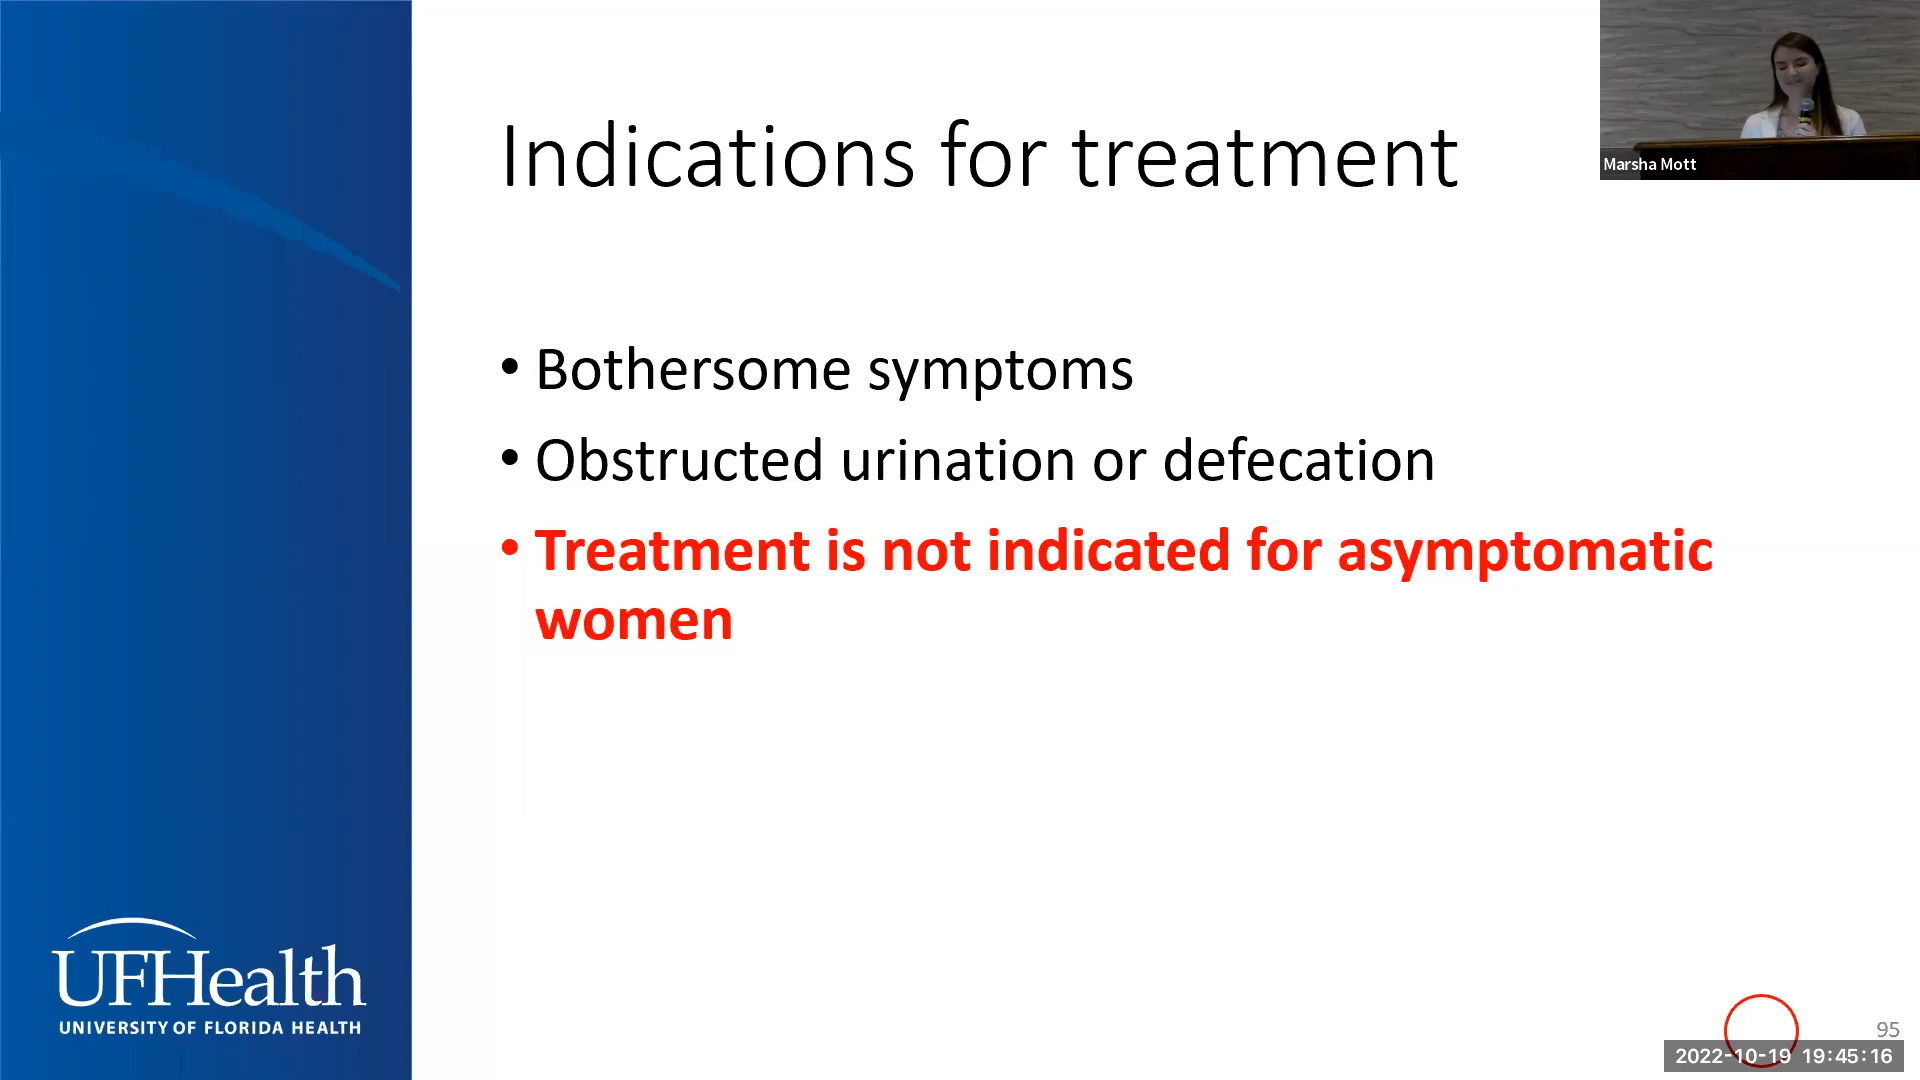 Indications for treatment
Marsha Mott
• Bothersome symptoms
• Obstructed urination or defecation
• Treatment is not indicated for asymptomatic
women
UFHealth
UNIVERSITY OF FLORIDA HEALTH
95
2022-10-19 19:45:16